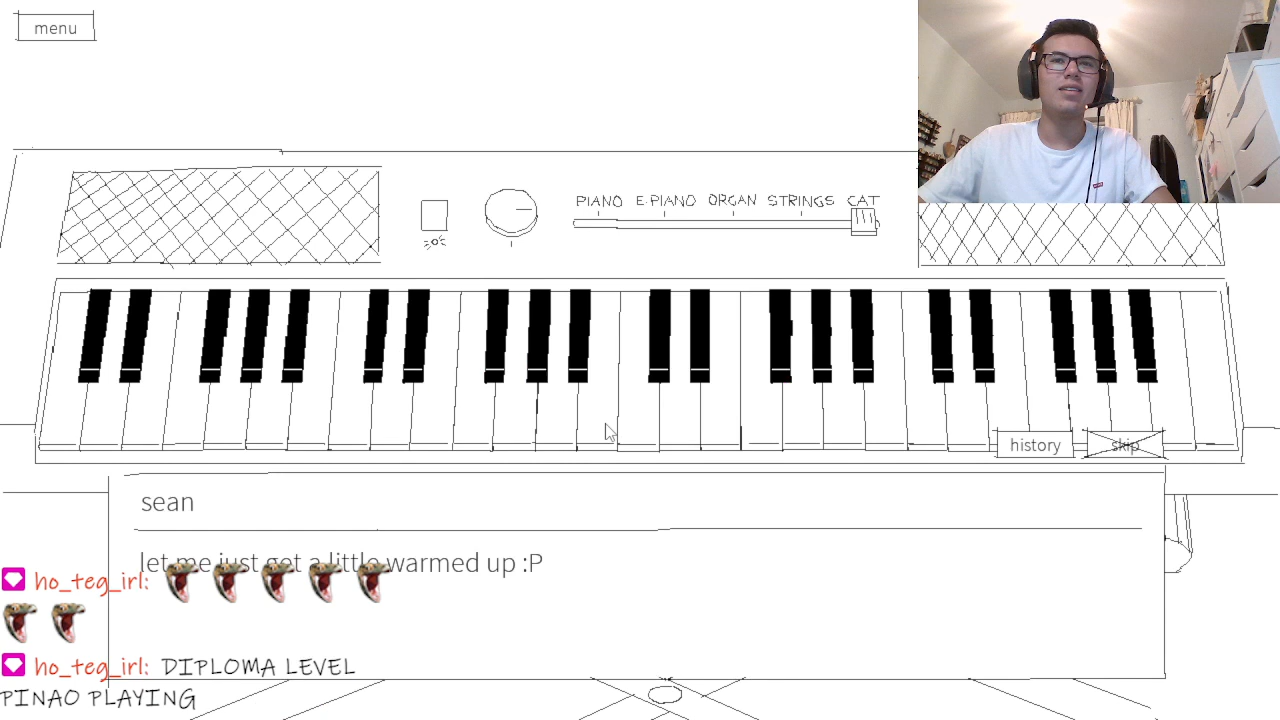 menu
PIANO E.PIANO ORGAN STRINGS CAT
history
skip
sean
let me just get a little warmed up :P
ho_teg_irl:
ho_teg_irl: DIPLOMA LEVEL
PINAO PLAYING